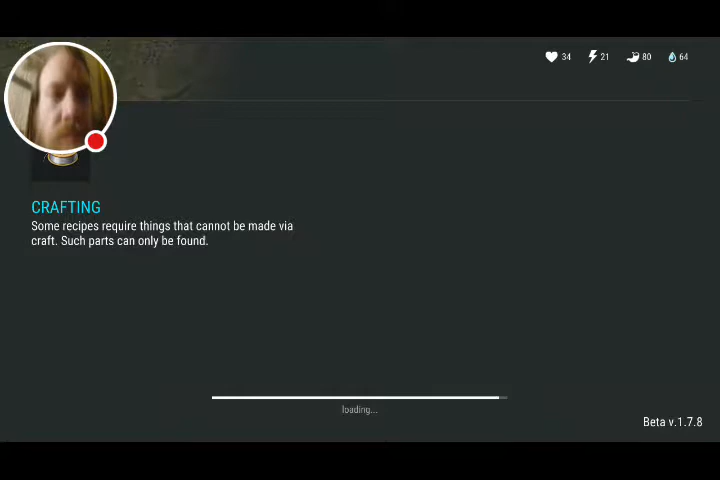 34 21 80 64
CRAFTING
Some recipes require things that cannot be made via
craft. Such parts can only be found.
loading...
Beta v.1.7.8